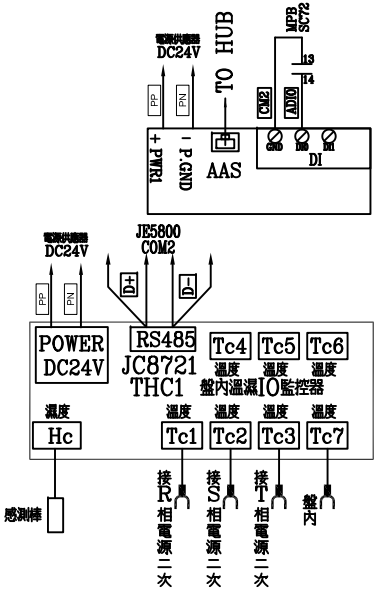 MPB
SC72
電源供應器
DC24V
TO HUB
13
14
PP
PN
CM2
ADI0
+ PWR1
- P.GND
AAS
GND
DI0
DI1
DI
JE5800
COM2
電源供應器
DC24V
D+
D-
PP
PN
POWER
DC24V
RS485
JC8721
THC1
Tc4
Tc5
Tc6
溫度
溫度
溫度
盤內溫濕IO監控器
濕度
溫度
溫度
溫度
溫度
Hc
Tc1
Tc2
Tc3
Tc7
感測棒
接R相電源二次
接S相電源二次
接T相電源二次
盤內